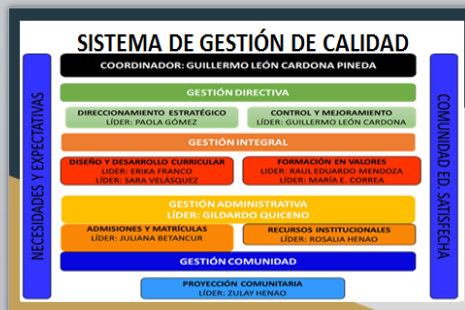 SISTEMA DE GESTIÓN DE CALIDAD
COORDINADOR: GUILLERMO LEÓN CARDONA PINEDA
NECESIDADES Y EXPECTATIVAS
GESTIÓN DIRECTIVA
DIRECCIONAMIENTO ESTRATÉGICO
LÍDER: PAOLA GÓMEZ
CONTROL Y MEJORAMIENTO
LÍDER: GUILLERMO LEÓN CARDONA
GESTIÓN INTEGRAL
DISEÑO Y DESARROLLO CURRICULAR
LIDER: ERIKA FRANCO
LÍDER: SARA VELÁSQUEZ
FORMACIÓN EN VALORES
LIDER: RAUL EDUARDO MENDOZA
LÍDER: MARÍA E. CORREA
GESTIÓN ADMINISTRATIVA
LÍDER: GILDARDO QUICENO
ADMISIONES Y MATRÍCULAS
LÍDER: JULIANA BETANCUR
RECURSOS INSTITUCIONALES
LÍDER: ROSALIA HENAO
GESTIÓN COMUNIDAD
PROYECCIÓN COMUNITARIA
LÍDER: ZULAY HENAO
COMUNIDAD ED. SATISFECHA